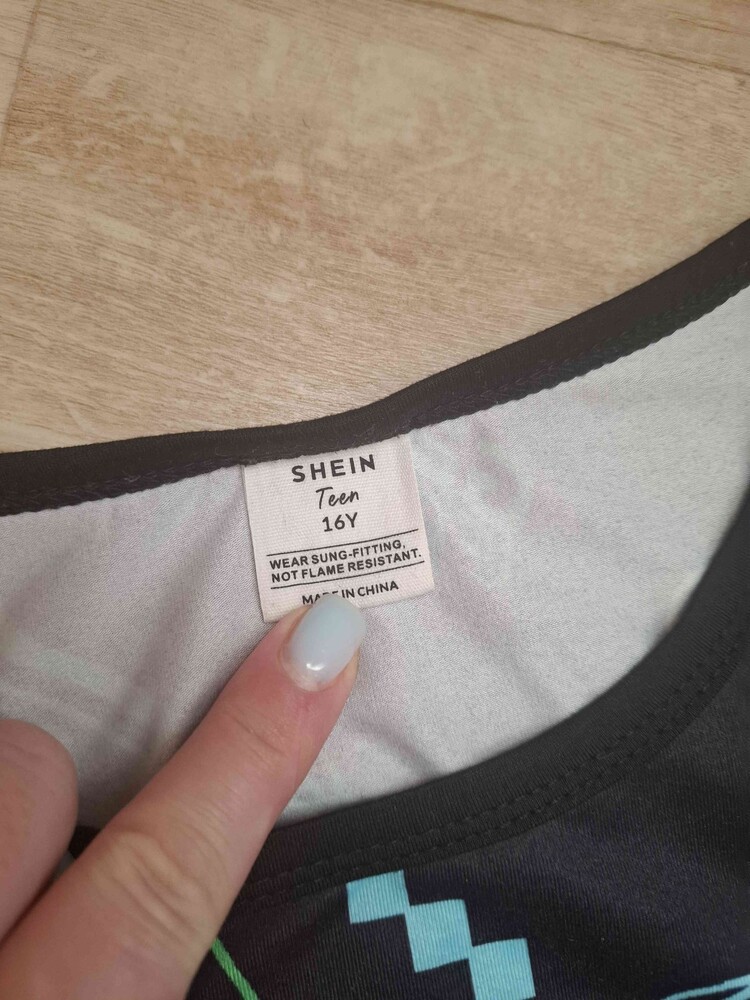 SHEIN
Teen
16Y
WEAR SUNG-FITTING,
NOT FLAME RESISTANT.
MADE IN CHINA